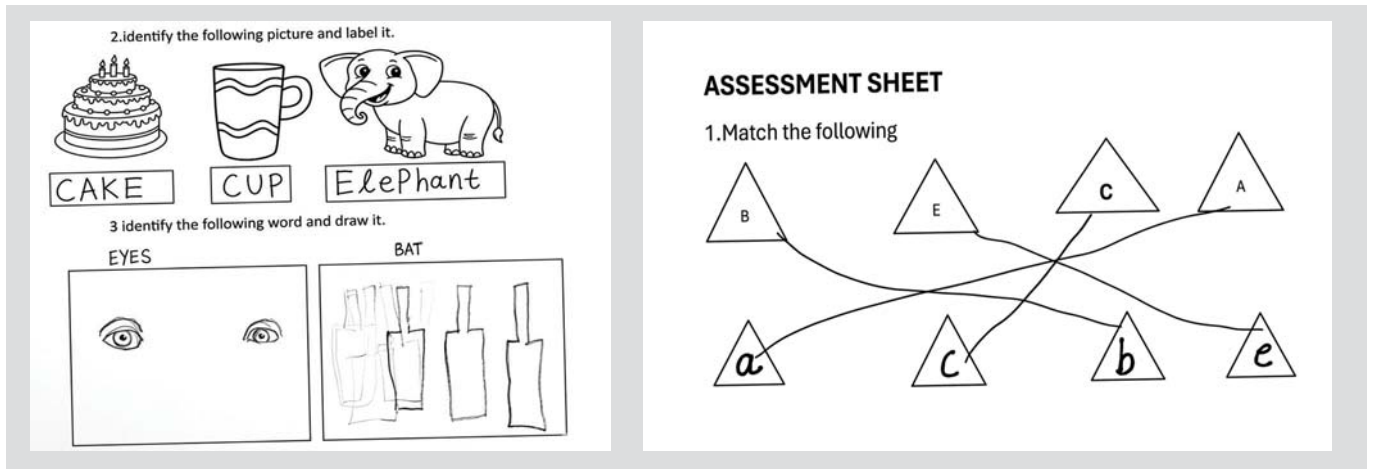 2.identify the following picture and label it.
CAKE CUP ElePhant
3 identify the following word and draw it.
EYES BAT
ASSESSMENT SHEET
1.Match the following
B E C A
a c b e